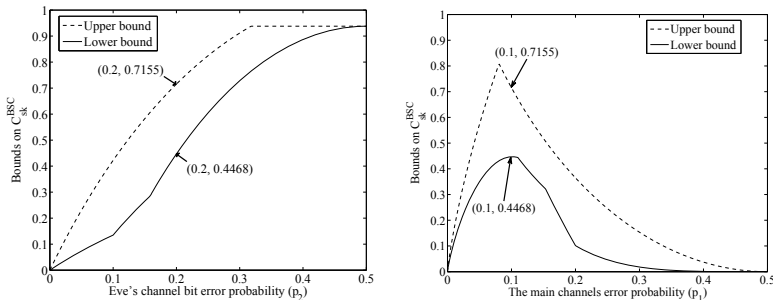 Upper bound
Lower bound
(0.2, 0.7155)
(0.2, 0.4468)
Bounds on C_sk^BSC
1
0.9
0.8
0.7
0.6
0.5
0.4
0.3
0.2
0.1
0
0 0.1 0.2 0.3 0.4 0.5
Eve's channel bit error probability (p_2)
Upper bound
Lower bound
(0.1, 0.7155)
(0.1, 0.4468)
Bounds on C_sk^BSC
1
0.9
0.8
0.7
0.6
0.5
0.4
0.3
0.2
0.1
0
0 0.1 0.2 0.3 0.4 0.5
The main channels error probability (p_1)